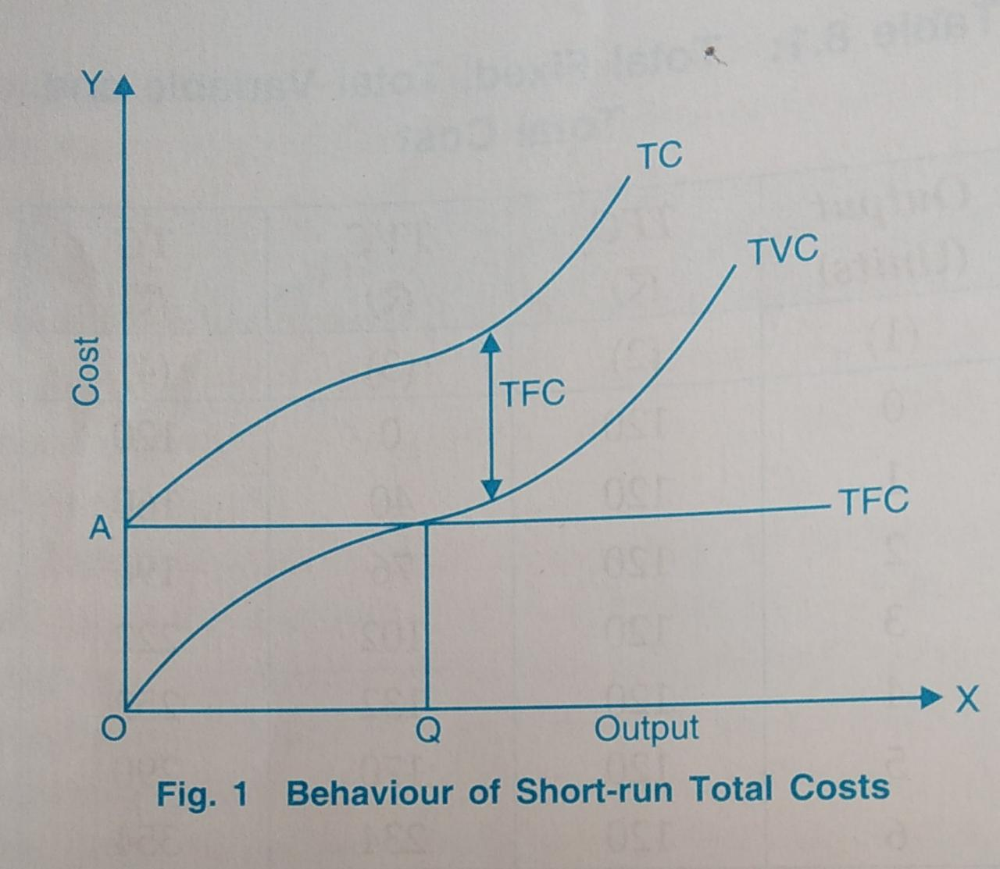 Y
TC
TVC
Cost
TFC
A
TFC
O
Q
Output
X
Fig. 1 Behaviour of Short-run Total Costs